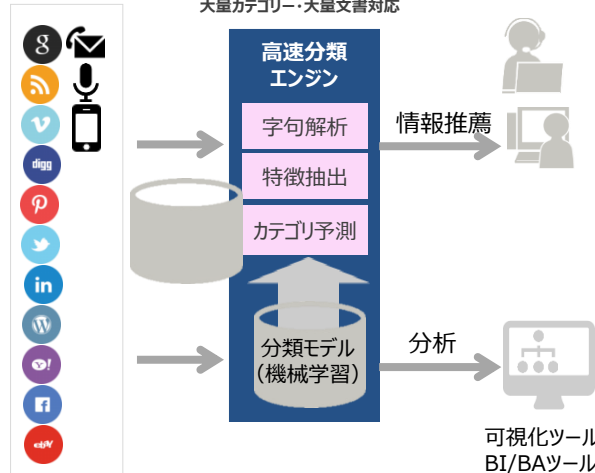 大量カテゴリー・大量文書対応
高速分類
エンジン
字句解析
特徴抽出
カテゴリ予測
情報推薦
分類モデル
(機械学習)
分析
可視化ツール
BI/BAツール
g
digg
in
Y!
f
ebay